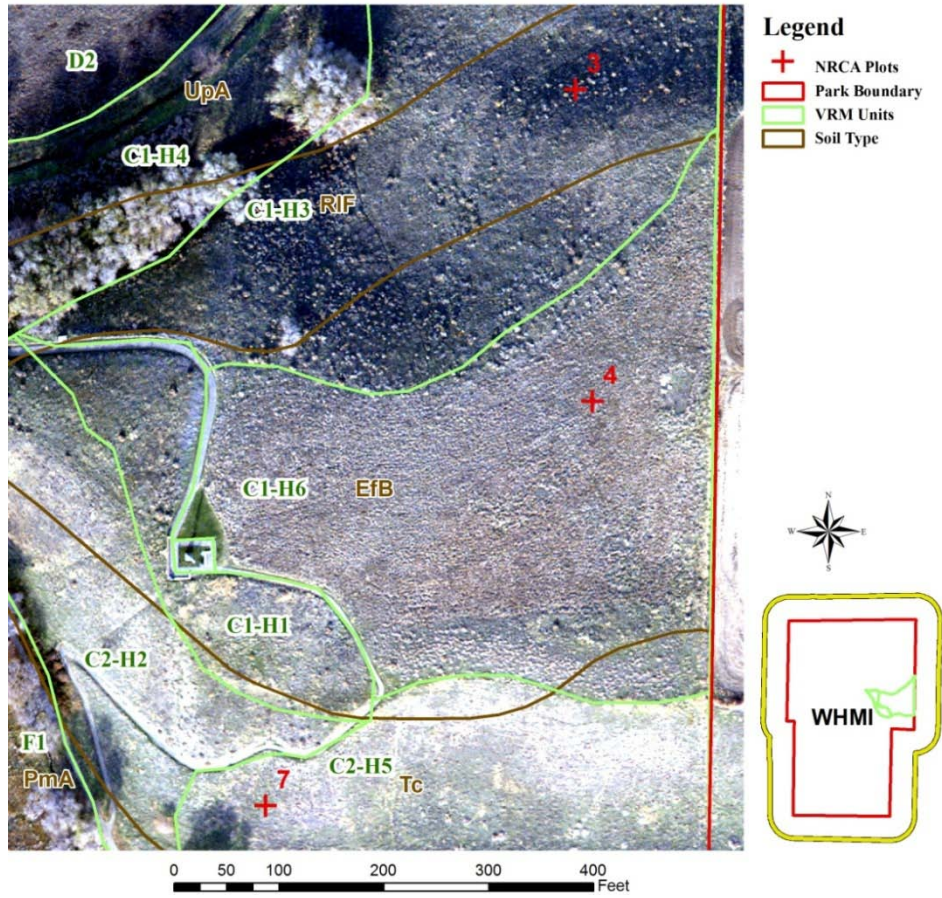 Legend
NRCA Plots
Park Boundary
VRM Units
Soil Type
D2
UpA
3
C1-H4
C1-H3
RIF
4
C1-H6
EfB
C1-H1
C2-H2
F1
PmA
7
C2-H5
Tc
N
W
E
S
WHMI
0 50 100 200 300 400
Feet